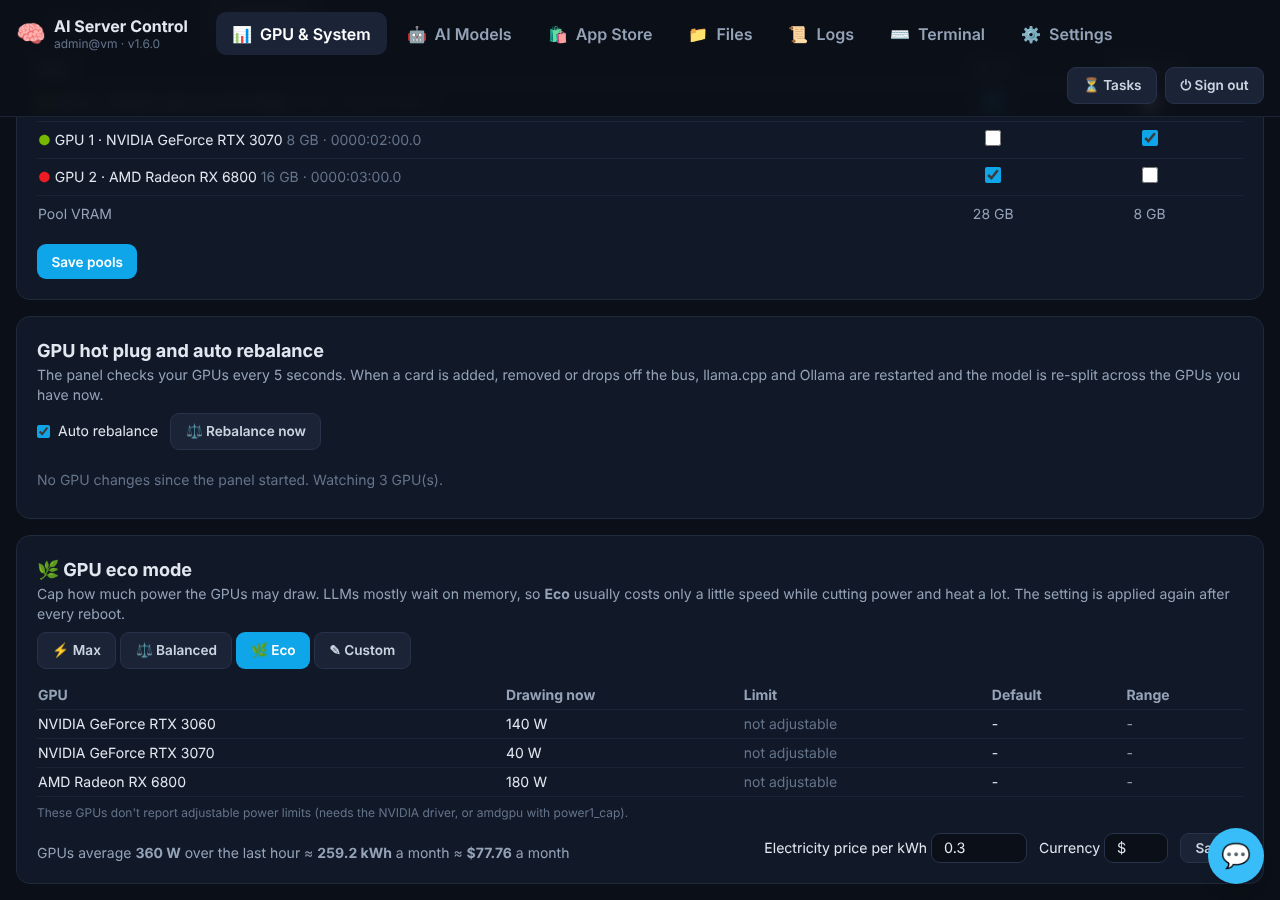 AI Server Control
admin@vm · v1.6.0
GPU & System
AI Models
App Store
Files
Logs
Terminal
Settings
Tasks
Sign out
GPU 1 · NVIDIA GeForce RTX 3070 8 GB · 0000:02:00.0
GPU 2 · AMD Radeon RX 6800 16 GB · 0000:03:00.0
Pool VRAM 28 GB 8 GB
Save pools
GPU hot plug and auto rebalance
The panel checks your GPUs every 5 seconds. When a card is added, removed or drops off the bus, llama.cpp and Ollama are restarted and the model is re-split across the GPUs you
have now.
Auto rebalance Rebalance now
No GPU changes since the panel started. Watching 3 GPU(s).
GPU eco mode
Cap how much power the GPUs may draw. LLMs mostly wait on memory, so Eco usually costs only a little speed while cutting power and heat a lot. The setting is applied again after
every reboot.
Max Balanced Eco Custom
GPU Drawing now Limit Default Range
NVIDIA GeForce RTX 3060 140 W not adjustable - -
NVIDIA GeForce RTX 3070 40 W not adjustable - -
AMD Radeon RX 6800 180 W not adjustable - -
These GPUs don't report adjustable power limits (needs the NVIDIA driver, or amdgpu with power1_cap).
GPUs average 360 W over the last hour ≈ 259.2 kWh a month ≈ $77.76 a month
Electricity price per kWh 0.3 Currency $